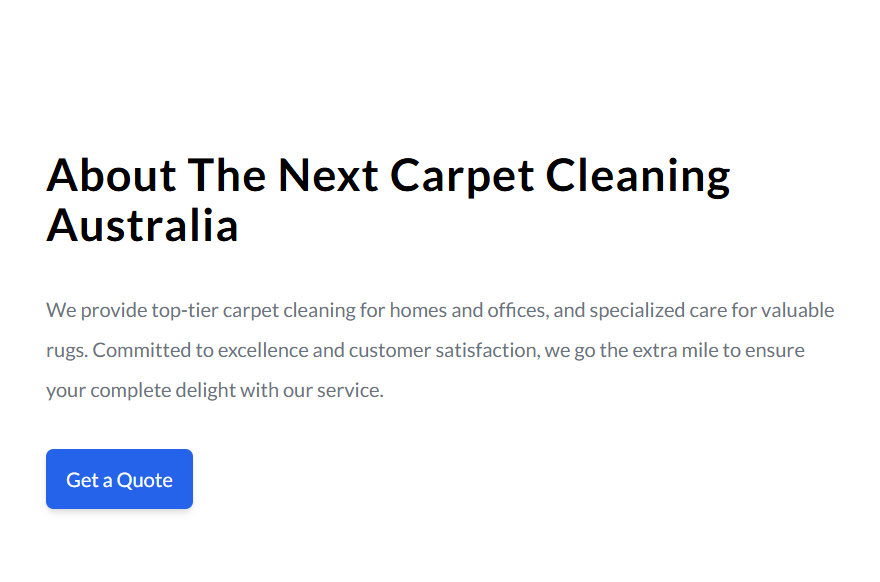 About The Next Carpet Cleaning
Australia
We provide top-tier carpet cleaning for homes and offices, and specialized care for valuable
rugs. Committed to excellence and customer satisfaction, we go the extra mile to ensure
your complete delight with our service.
Get a Quote